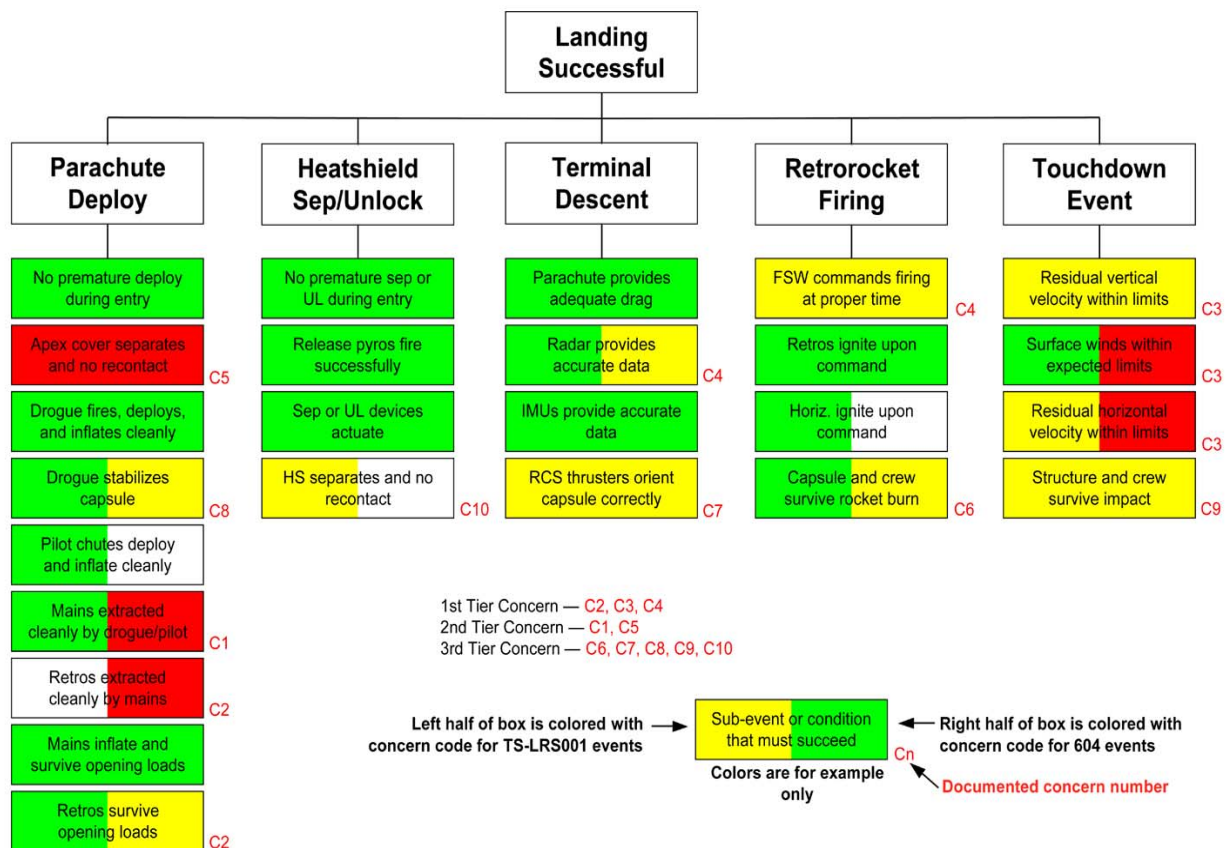 Landing
Successful
Parachute
Deploy
Heatshield
Sep/Unlock
Terminal
Descent
Retrorocket
Firing
Touchdown
Event
No premature deploy
during entry
Apex cover separates
and no recontact
C5
Drogue fires, deploys,
and inflates cleanly
Drogue stabilizes
capsule
C8
Pilot chutes deploy
and inflate cleanly
Mains extracted
cleanly by drogue/pilot
C1
Retros extracted
cleanly by mains
C2
Mains inflate and
survive opening loads
Retros survive
opening loads
C2
No premature sep or
UL during entry
Release pyros fire
successfully
Sep or UL devices
actuate
HS separates and no
recontact
C10
Parachute provides
adequate drag
Radar provides
accurate data
C4
IMUs provide accurate
data
RCS thrusters orient
capsule correctly
C7
FSW commands firing
at proper time
C4
Retros ignite upon
command
Horiz. ignite upon
command
Capsule and crew
survive rocket burn
C6
Residual vertical
velocity within limits
C3
Surface winds within
expected limits
C3
Residual horizontal
velocity within limits
C3
Structure and crew
survive impact
C9
1st Tier Concern — C2, C3, C4
2nd Tier Concern — C1, C5
3rd Tier Concern — C6, C7, C8, C9, C10
Left half of box is colored with
concern code for TS-LRS001 events
Sub-event or condition
that must succeed
Cn
Colors are for example
only
Right half of box is colored with
concern code for 604 events
Documented concern number